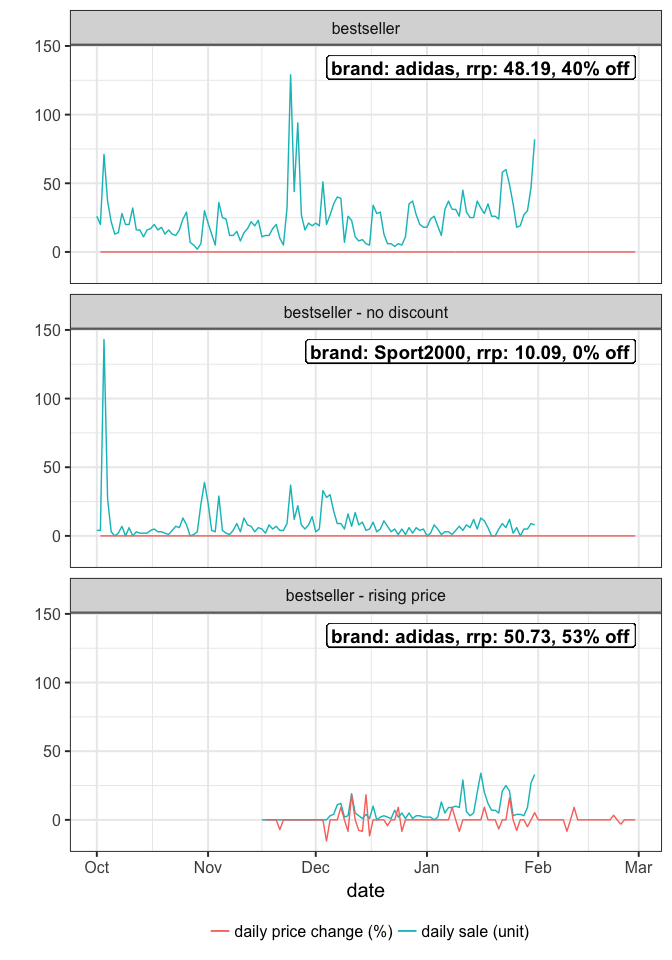 bestseller
150
brand: adidas, rrp: 48.19, 40% off
100
50
0
bestseller - no discount
150
brand: Sport2000, rrp: 10.09, 0% off
100
50
0
bestseller - rising price
150
brand: adidas, rrp: 50.73, 53% off
100
50
0
Oct Nov Dec Jan Feb Mar
date
daily price change (%) daily sale (unit)